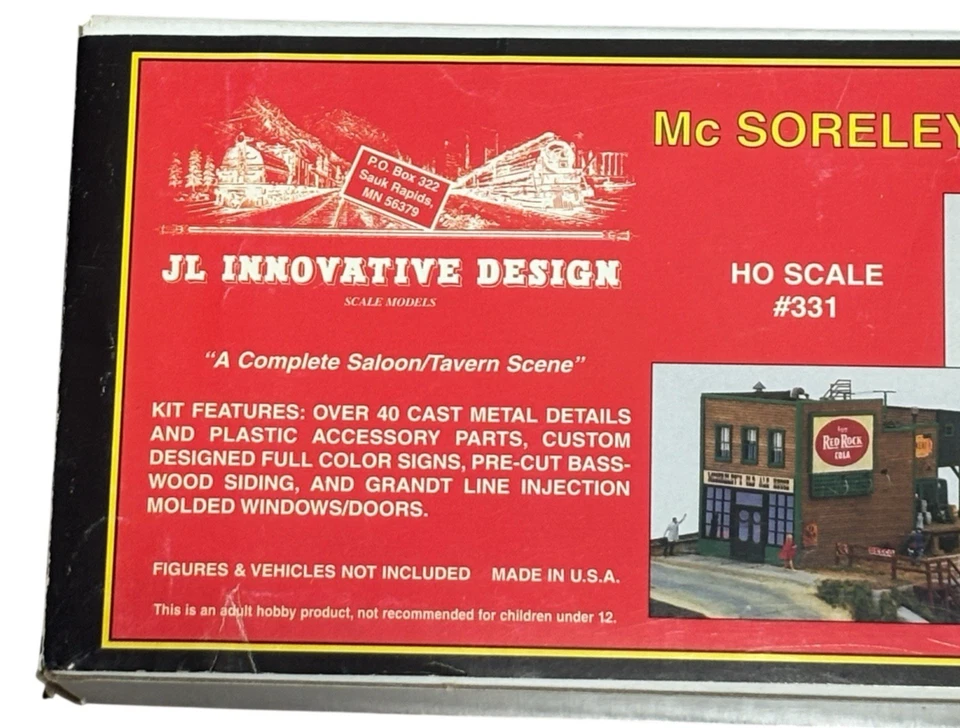 P.O. Box 322
Sauk Rapids,
MN 56379
JL INNOVATIVE DESIGN
SCALE MODELS
Mc SORELEY
HO SCALE
#331
"A Complete Saloon/Tavern Scene"
KIT FEATURES: OVER 40 CAST METAL DETAILS
AND PLASTIC ACCESSORY PARTS, CUSTOM
DESIGNED FULL COLOR SIGNS, PRE-CUT BASS-
WOOD SIDING, AND GRANDT LINE INJECTION
MOLDED WINDOWS/DOORS.
FIGURES & VEHICLES NOT INCLUDED MADE IN U.S.A.
This is an adult hobby product, not recommended for children under 12.
RED ROCK
COLA